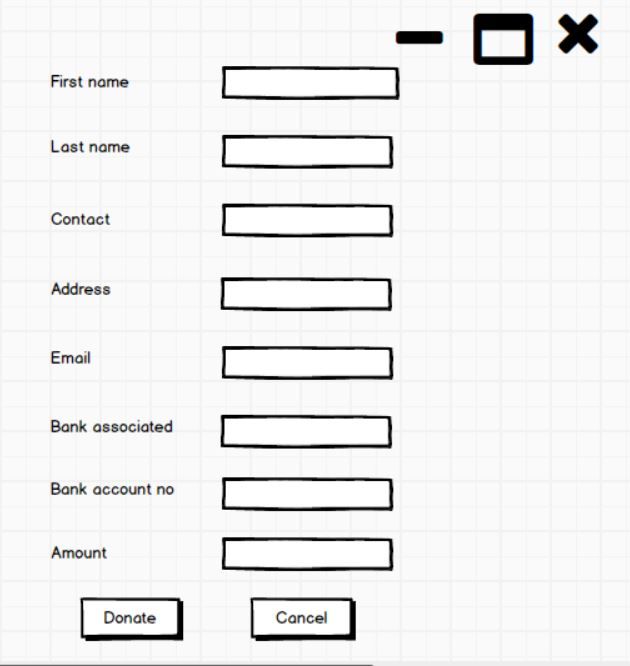 First name
Last name
Contact
Address
Email
Bank associated
Bank account no
Amount
Donate
Cancel